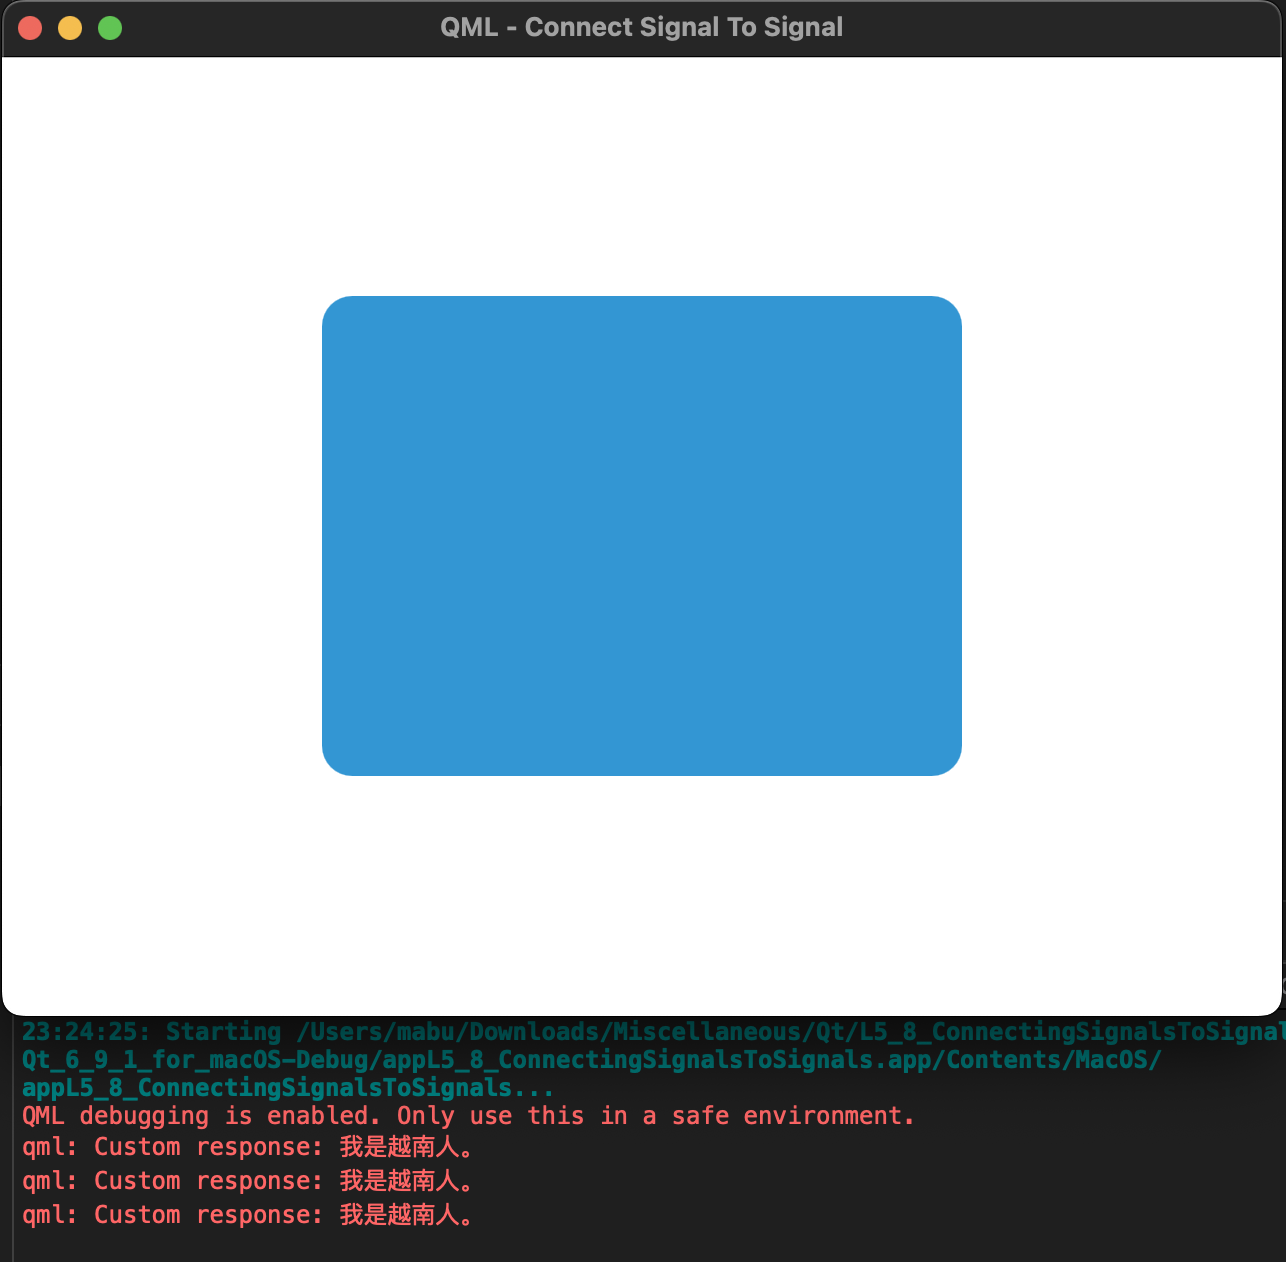 QML - Connect Signal To Signal
23:24:25: Starting /Users/mabu/Downloads/Miscellaneous/Qt/L5_8_ConnectingSignalsToSignal
Qt_6_9_1_for_macOS-Debug/appL5_8_ConnectingSignalsToSignals.app/Contents/MacOS/
appL5_8_ConnectingSignalsToSignals...
QML debugging is enabled. Only use this in a safe environment.
qml: Custom response: 我是越南人。
qml: Custom response: 我是越南人。
qml: Custom response: 我是越南人。